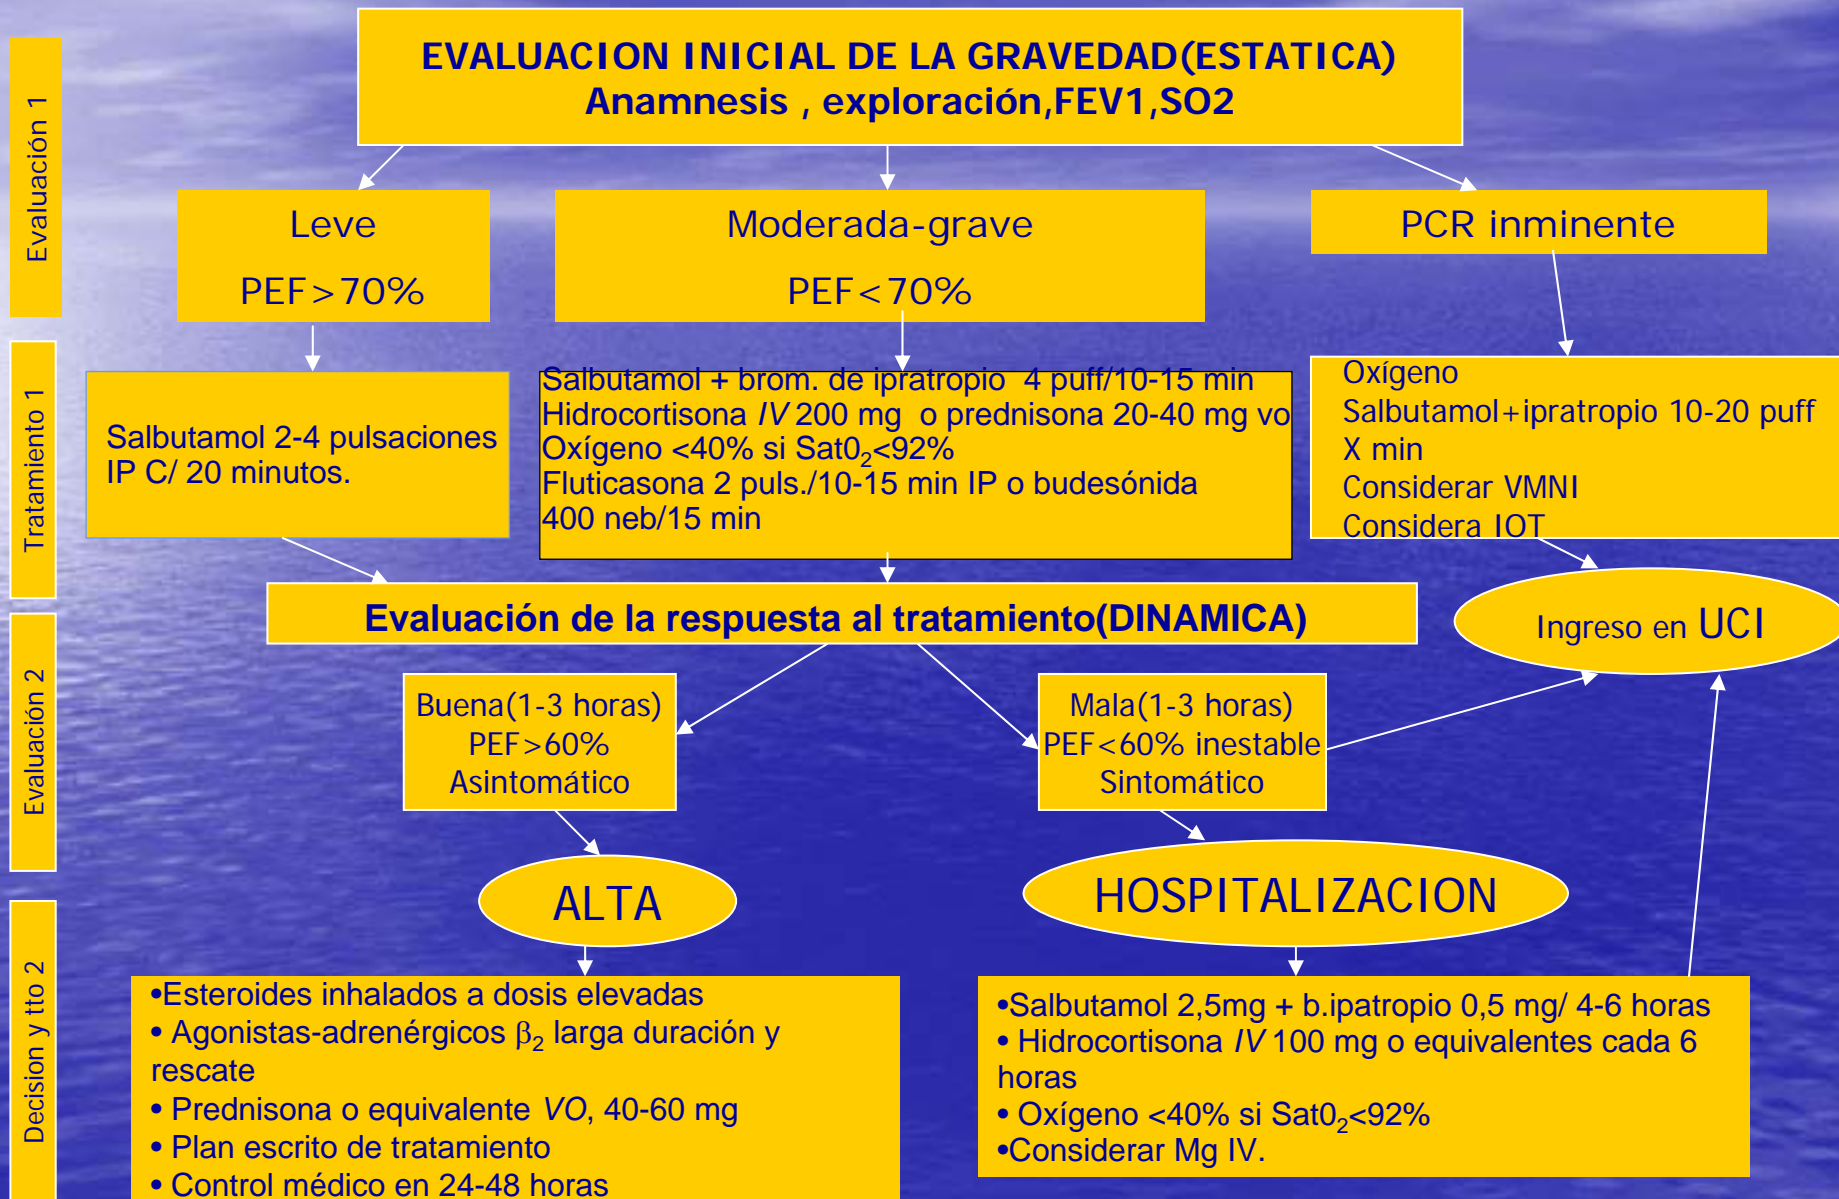 EVALUACION INICIAL DE LA GRAVEDAD(ESTATICA)
Anamnesis , exploración,FEV1,SO2
Evaluación 1
Leve
PEF>70%
Moderada-grave
PEF<70%
PCR inminente
Tratamiento 1
Salbutamol 2-4 pulsaciones
IP C/ 20 minutos.
Salbutamol + brom. de ipratropio 4 puff/10-15 min
Hidrocortisona IV 200 mg o prednisona 20-40 mg vo
Oxígeno <40% si Sat0₂<92%
Fluticasona 2 puls./10-15 min IP o budesónida
400 neb/15 min
Oxígeno
Salbutamol+ipratropio 10-20 puff
X min
Considerar VMNI
Considera IOT
Evaluación de la respuesta al tratamiento(DINAMICA)
Ingreso en UCI
Evaluación 2
Buena(1-3 horas)
PEF>60%
Asintomático
Mala(1-3 horas)
PEF<60% inestable
Sintomático
ALTA
HOSPITALIZACION
Decision y tto 2
•Esteroides inhalados a dosis elevadas
• Agonistas-adrenérgicos β₂ larga duración y
rescate
• Prednisona o equivalente VO, 40-60 mg
• Plan escrito de tratamiento
• Control médico en 24-48 horas
•Salbutamol 2,5mg + b.ipatropio 0,5 mg/ 4-6 horas
• Hidrocortisona IV 100 mg o equivalentes cada 6
horas
• Oxígeno <40% si Sat0₂<92%
•Considerar Mg IV.